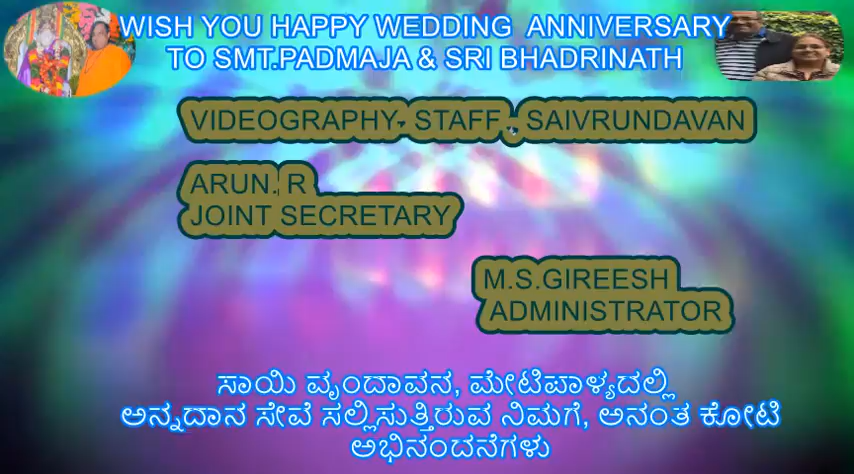 WISH YOU HAPPY WEDDING ANNIVERSARY
TO SMT.PADMAJA & SRI BHADRINATH
VIDEOGRAPHY- STAFF , SAIVRUNDAVAN
ARUN. R
JOINT SECRETARY
M.S.GIREESH
ADMINISTRATOR
ಸಾಯಿ ವೃಂದಾವನ, ಮೇಟಿಪಾಳ್ಯದಲ್ಲಿ
ಅನ್ನದಾನ ಸೇವೆ ಸಲ್ಲಿಸುತ್ತಿರುವ ನಿಮಗೆ, ಅನಂತ ಕೋಟಿ
ಅಭಿನಂದನೆಗಳು